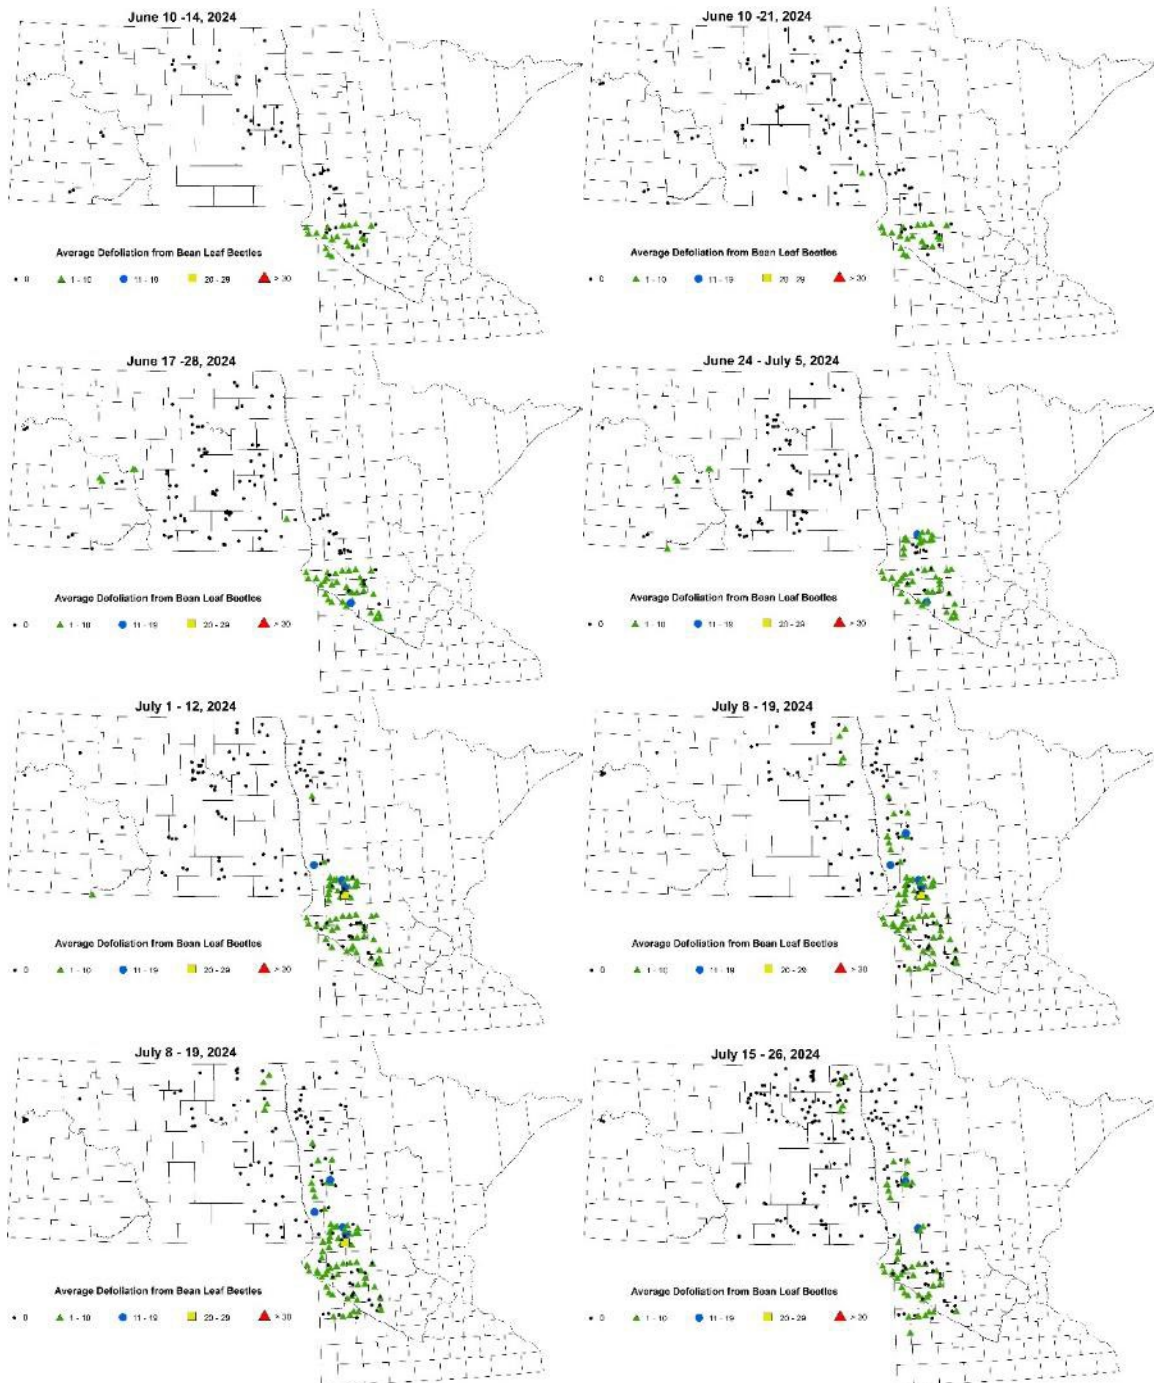 June 10 -14, 2024
Average Defoliation from Bean Leaf Beetles
0 1 - 10 11 - 19 20 - 29 > 30
June 10 -21, 2024
Average Defoliation from Bean Leaf Beetles
0 1 - 10 11 - 19 20 - 29 > 30
June 17 -28, 2024
Average Defoliation from Bean Leaf Beetles
0 1 - 10 11 - 19 20 - 29 > 30
June 24 - July 5, 2024
Average Defoliation from Bean Leaf Beetles
0 1 - 10 11 - 19 20 - 29 > 30
July 1 - 12, 2024
Average Defoliation from Bean Leaf Beetles
0 1 - 10 11 - 19 20 - 29 > 30
July 8 - 19, 2024
Average Defoliation from Bean Leaf Beetles
0 1 - 10 11 - 19 20 - 29 > 30
July 8 - 19, 2024
Average Defoliation from Bean Leaf Beetles
0 1 - 10 11 - 19 20 - 29 > 30
July 15 - 26, 2024
Average Defoliation from Bean Leaf Beetles
0 1 - 10 11 - 19 20 - 29 > 30